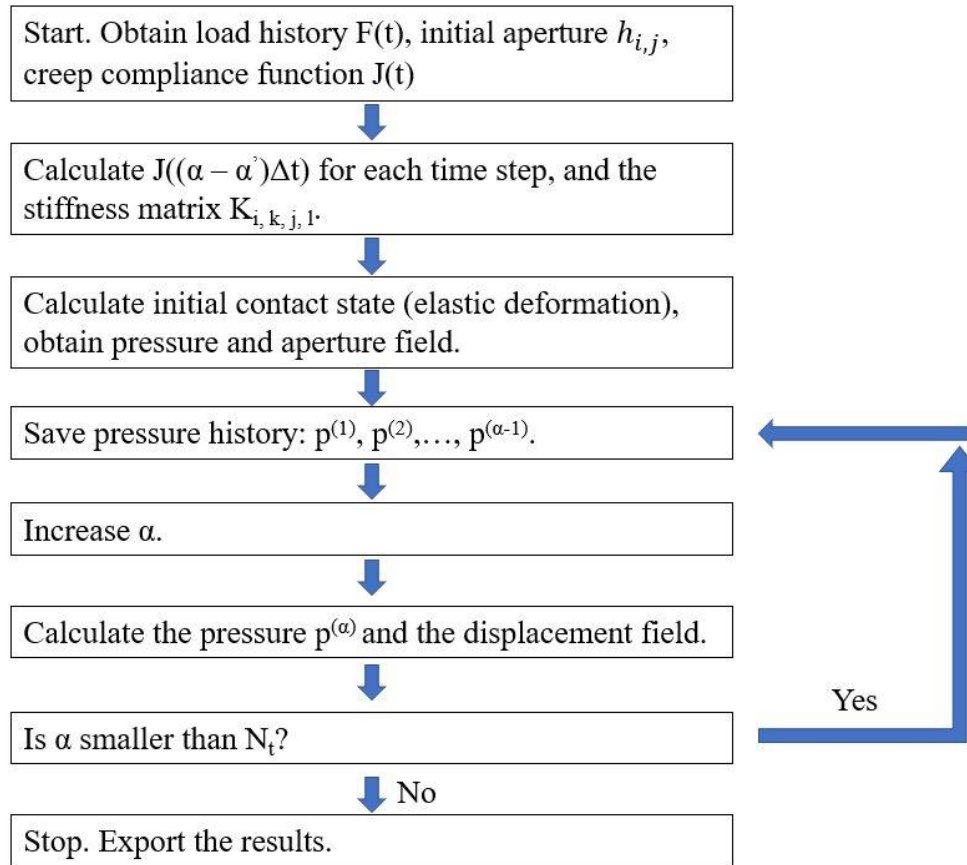 Start. Obtain load history F(t), initial aperture hᵢ,ⱼ,
creep compliance function J(t)
Calculate J((α – α’)Δt) for each time step, and the
stiffness matrix K_{i, k, j, l}.
Calculate initial contact state (elastic deformation),
obtain pressure and aperture field.
Save pressure history: p⁽¹⁾, p⁽²⁾,…, p^{(α-1)}.
Increase α.
Calculate the pressure p^{(α)} and the displacement field.
Yes
Is α smaller than Nₜ?
No
Stop. Export the results.